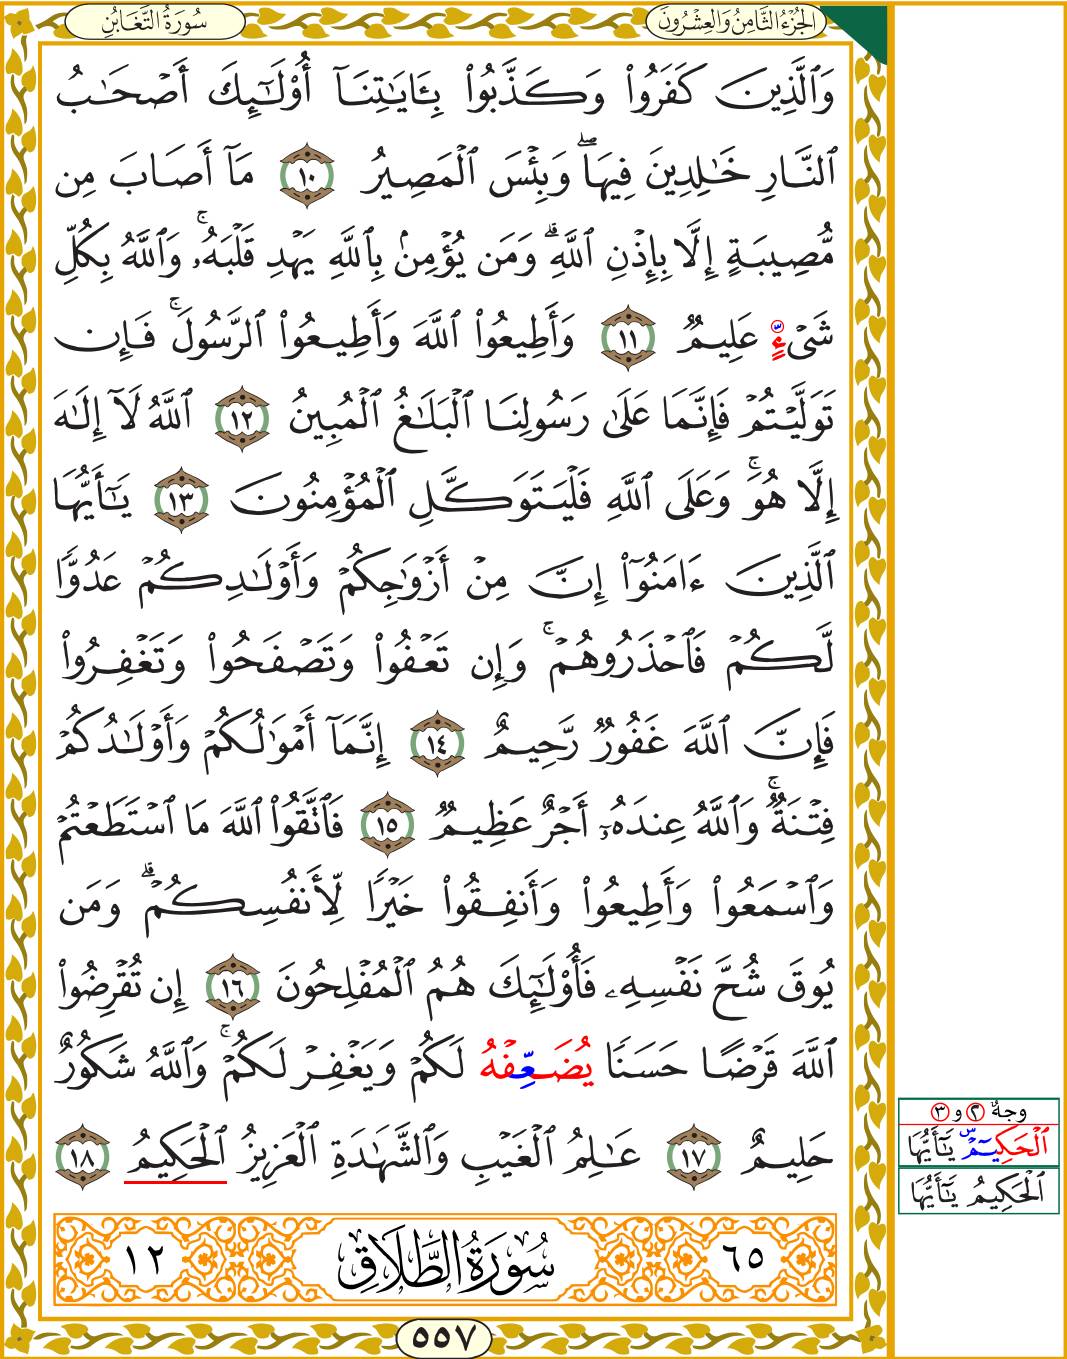 الجُزْءُ الثَّامِنُ وَالعِشْرُونَ
سُورَةُ التَّغَابُنِ
وَٱلَّذِينَ كَفَرُواْ وَكَذَّبُواْ بِـَٔايَٰتِنَآ أُوْلَٰٓئِكَ أَصْحَٰبُ
ٱلنَّارِ خَٰلِدِينَ فِيهَاۖ وَبِئْسَ ٱلْمَصِيرُ ١٠ مَآ أَصَابَ مِن
مُّصِيبَةٍ إِلَّا بِإِذْنِ ٱللَّهِۗ وَمَن يُؤْمِنۢ بِٱللَّهِ يَهْدِ قَلْبَهُۥۚ وَٱللَّهُ بِكُلِّ
شَىْءٍ عَلِيمٌ ١١ وَأَطِيعُواْ ٱللَّهَ وَأَطِيعُواْ ٱلرَّسُولَۚ فَإِن
تَوَلَّيْتُمْ فَإِنَّمَا عَلَىٰ رَسُولِنَا ٱلْبَلَٰغُ ٱلْمُبِينُ ١٢ ٱللَّهُ لَآ إِلَٰهَ
إِلَّا هُوَۚ وَعَلَى ٱللَّهِ فَلْيَتَوَكَّلِ ٱلْمُؤْمِنُونَ ١٣ يَٰٓأَيُّهَا
ٱلَّذِينَ ءَامَنُوٓاْ إِنَّ مِنْ أَزْوَٰجِكُمْ وَأَوْلَٰدِكُمْ عَدُوًّا
لَّكُمْ فَٱحْذَرُوهُمْۚ وَإِن تَعْفُواْ وَتَصْفَحُواْ وَتَغْفِرُواْ
فَإِنَّ ٱللَّهَ غَفُورٌ رَّحِيمٌ ١٤ إِنَّمَآ أَمْوَٰلُكُمْ وَأَوْلَٰدُكُمْ
فِتْنَةٌۚ وَٱللَّهُ عِندَهُۥٓ أَجْرٌ عَظِيمٌ ١٥ فَٱتَّقُواْ ٱللَّهَ مَا ٱسْتَطَعْتُمْ
وَٱسْمَعُواْ وَأَطِيعُواْ وَأَنفِقُواْ خَيْرًا لِّأَنفُسِكُمْۗ وَمَن
يُوقَ شُحَّ نَفْسِهِۦ فَأُوْلَٰٓئِكَ هُمُ ٱلْمُفْلِحُونَ ١٦ إِن تُقْرِضُواْ
ٱللَّهَ قَرْضًا حَسَنًا يُضَعِّفْهُ لَكُمْ وَيَغْفِرْ لَكُمْۚ وَٱللَّهُ شَكُورٌ
حَلِيمٌ ١٧ عَٰلِمُ ٱلْغَيْبِ وَٱلشَّهَٰدَةِ ٱلْعَزِيزُ ٱلْحَكِيمُ ١٨
وجهٌ ٢ و ٣
ٱلْحَكِيمُ يَٰٓأَيُّهَا
ٱلْحَكِيمُ يَٰٓأَيُّهَا
٦٥ سُورَةُ الطَّلَاقِ ١٢
٥٥٧